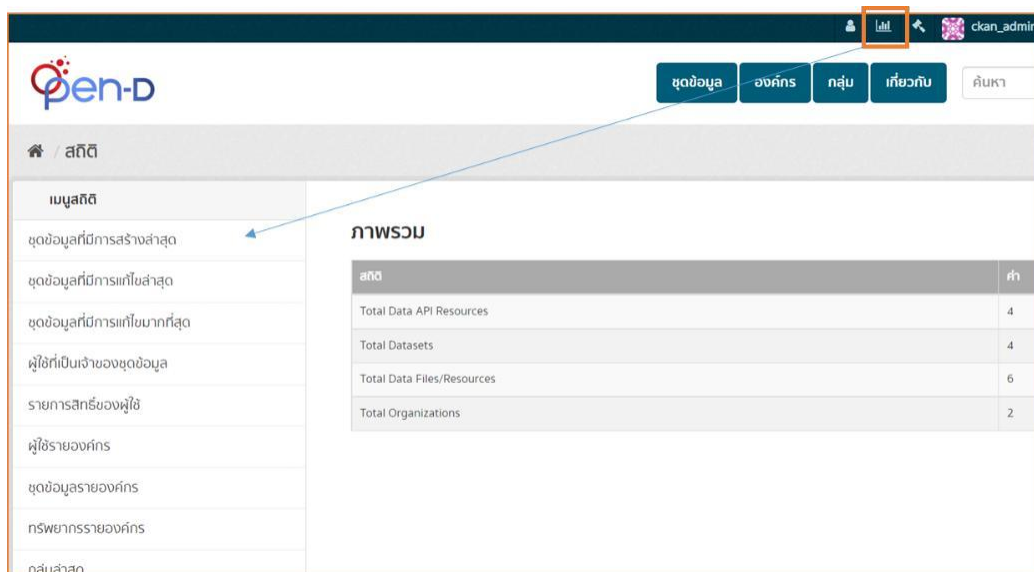 ckan_admin
Open-D
ชุดข้อมูล องค์กร กลุ่ม เกี่ยวกับ ค้นหา
/ สถิติ
เมนูสถิติ
ชุดข้อมูลที่มีการสร้างล่าสุด
ชุดข้อมูลที่มีการแก้ไขล่าสุด
ชุดข้อมูลที่มีการแก้ไขมากที่สุด
ผู้ใช้ที่เป็นเจ้าของชุดข้อมูล
รายการสิทธิ์ของผู้ใช้
ผู้ใช้รายองค์กร
ชุดข้อมูลรายองค์กร
ทรัพยากรรายองค์กร
กลุ่มล่าสุด
ภาพรวม
สถิติ ค่า
Total Data API Resources 4
Total Datasets 4
Total Data Files/Resources 6
Total Organizations 2